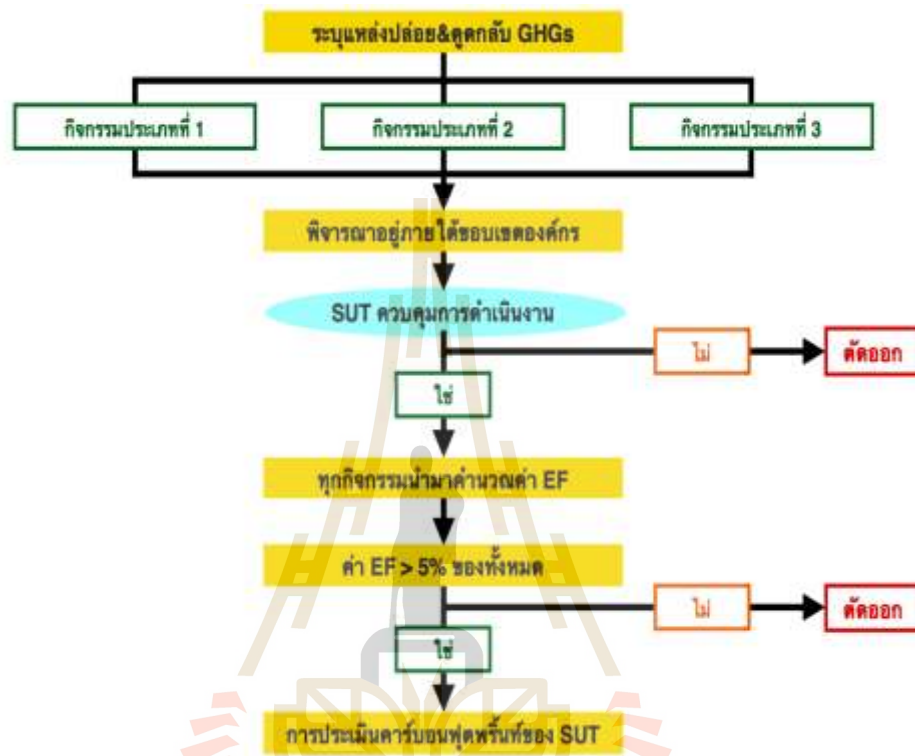 ระบุแหล่งปล่อย&ดูดกลับ GHGs
กิจกรรมประเภทที่ 1
กิจกรรมประเภทที่ 2
กิจกรรมประเภทที่ 3
พิจารณาอยู่ภายใต้ขอบเขตองค์กร
SUT ควบคุมการดำเนินงาน
ไม่
ตัดออก
ใช่
ทุกกิจกรรมนำมาคำนวณค่า EF
ค่า EF > 5% ของทั้งหมด
ไม่
ตัดออก
ใช่
การประเมินคาร์บอนฟุตพริ้นท์ของ SUT